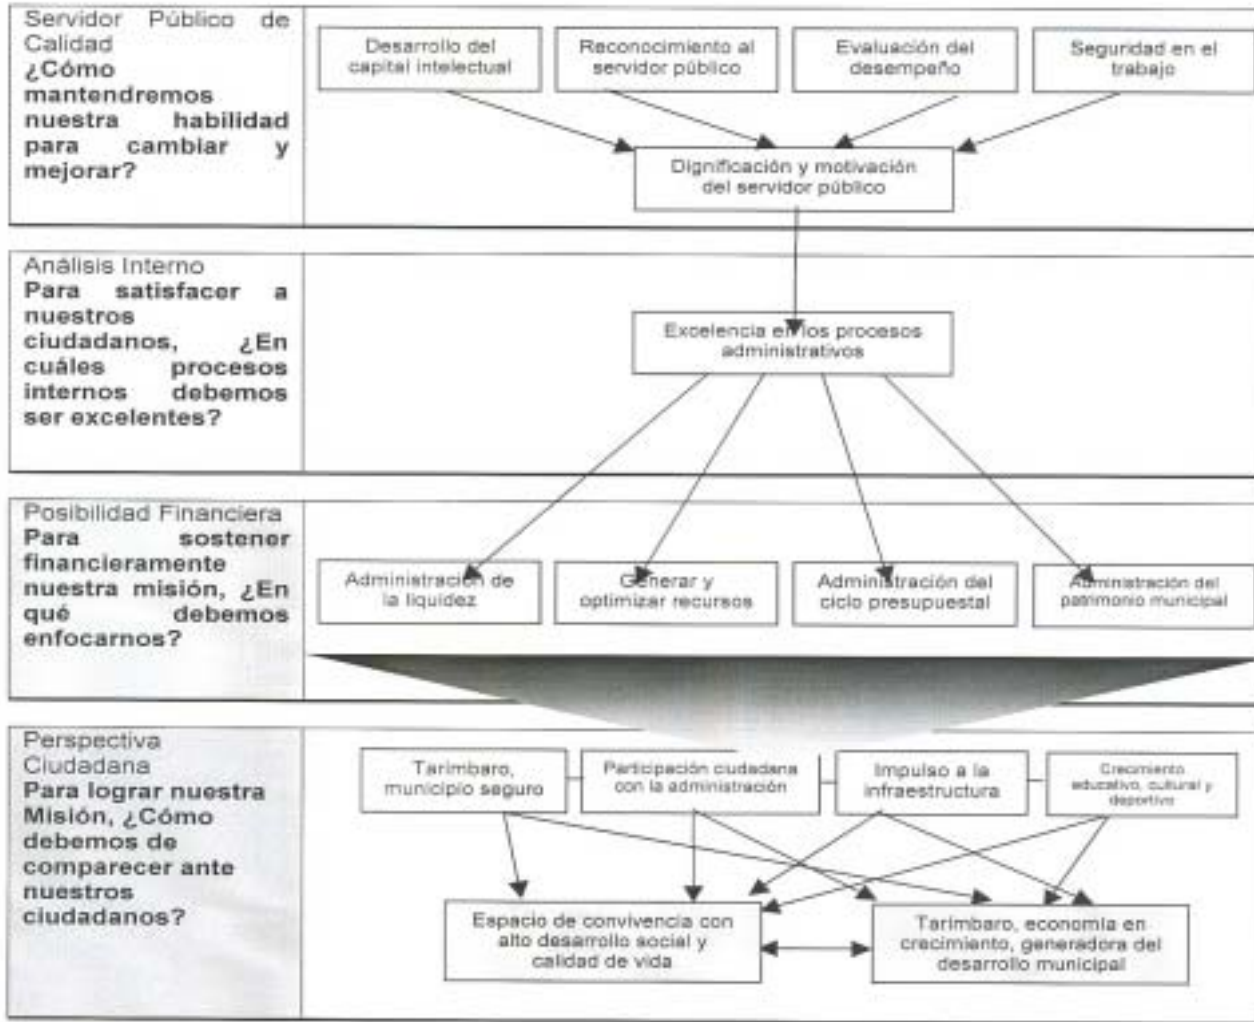 Servidor Público de
Calidad
¿Cómo
mantendremos
nuestra habilidad
para cambiar y
mejorar?
Desarrollo del
capital intelectual
Reconocimiento al
servidor público
Evaluación del
desempeño
Seguridad en el
trabajo
Dignificación y motivación
del servidor público
Análisis Interno
Para satisfacer a
nuestros
ciudadanos, ¿En
cuáles procesos
internos debemos
ser excelentes?
Excelencia en los procesos
administrativos
Posibilidad Financiera
Para sostener
financieramente
nuestra misión, ¿En
qué debemos
enfocarnos?
Administración de
la liquidez
Generar y
optimizar recursos
Administración del
ciclo presupuestal
Administración del
patrimonio municipal
Perspectiva
Ciudadana
Para lograr nuestra
Misión, ¿Cómo
debemos de
comparecer ante
nuestros
ciudadanos?
Tarímbaro,
municipio seguro
Participación ciudadana
con la administración
Impulso a la
infraestructura
Crecimiento
educativo, cultural y
deportivo
Espacio de convivencia con
alto desarrollo social y
calidad de vida
Tarímbaro, economía en
crecimiento, generadora del
desarrollo municipal